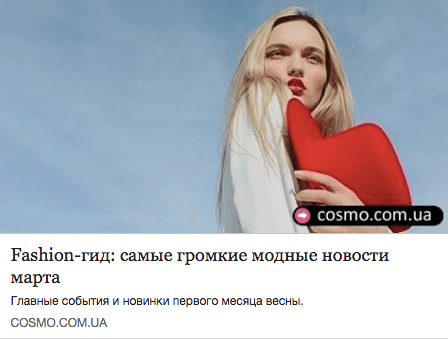 cosmo.com.ua
Fashion-гид: самые громкие модные новости
марта
Главные события и новинки первого месяца весны.
COSMO.COM.UA